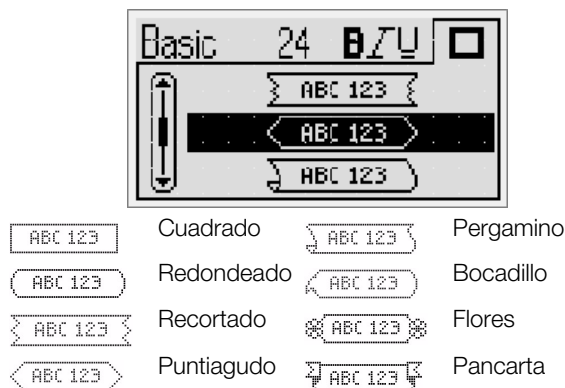 Basic 24 B I U
ABC 123
ABC 123
ABC 123
ABC 123 Cuadrado ABC 123 Pergamino
ABC 123 Redondeado ABC 123 Bocadillo
ABC 123 Recortado ABC 123 Flores
ABC 123 Puntiagudo ABC 123 Pancarta